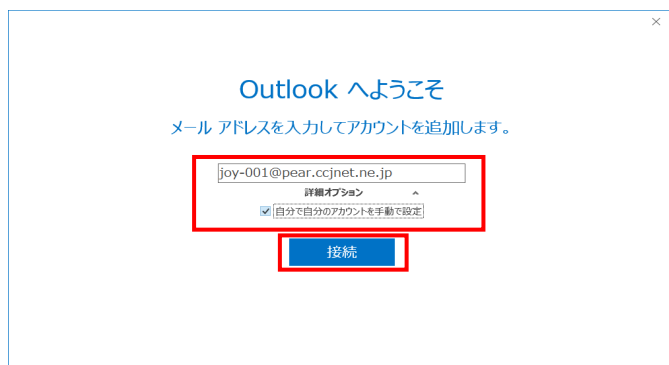 Outlook へようこそ
メール アドレスを入力してアカウントを追加します。
joy-001@pear.ccjnet.ne.jp
詳細オプション
自分で自分のアカウントを手動で設定
接続